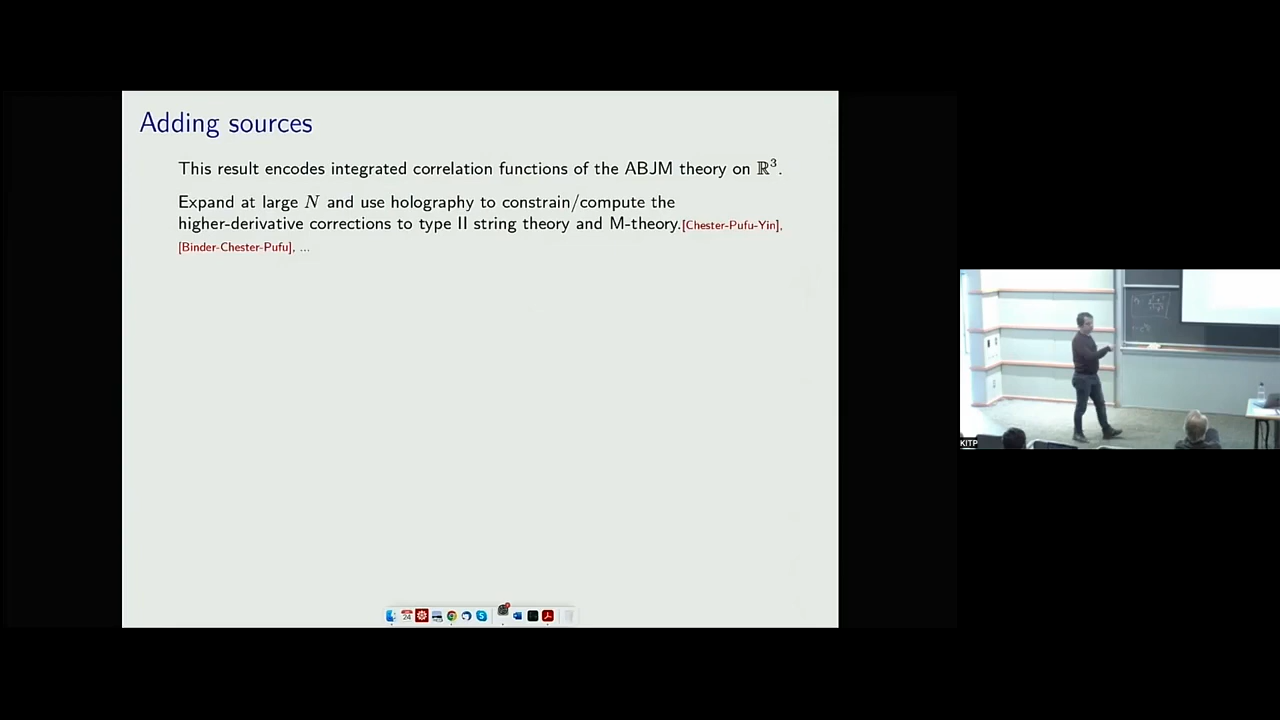 Adding sources
This result encodes integrated correlation functions of the ABJM theory on ℝ³.
Expand at large N and use holography to constrain/compute the
higher-derivative corrections to type II string theory and M-theory.[Chester-Pufu-Yin],
[Binder-Chester-Pufu], ...
24
KITP